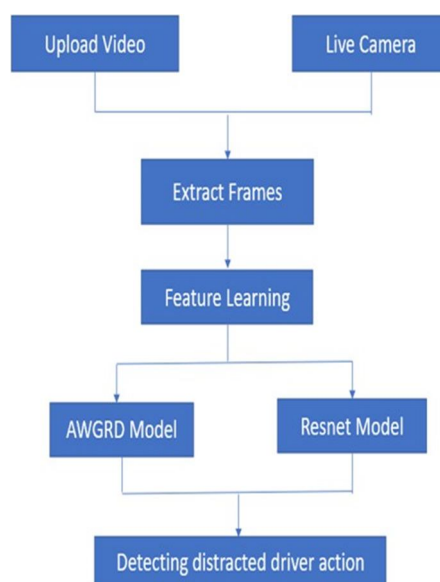 Upload Video
Live Camera
Extract Frames
Feature Learning
AWGRD Model
Resnet Model
Detecting distracted driver action